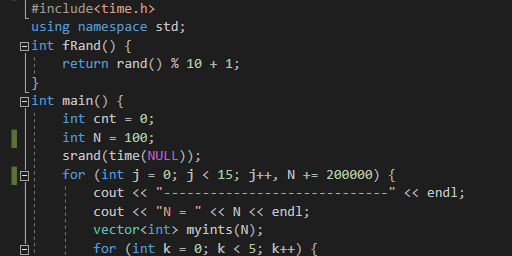 #include<time.h>
using namespace std;
int fRand() {
return rand() % 10 + 1;
}
int main() {
int cnt = 0;
int N = 100;
srand(time(NULL));
for (int j = 0; j < 15; j++, N += 200000) {
cout << "-----------------------------" << endl;
cout << "N = " << N << endl;
vector<int> myints(N);
for (int k = 0; k < 5; k++) {